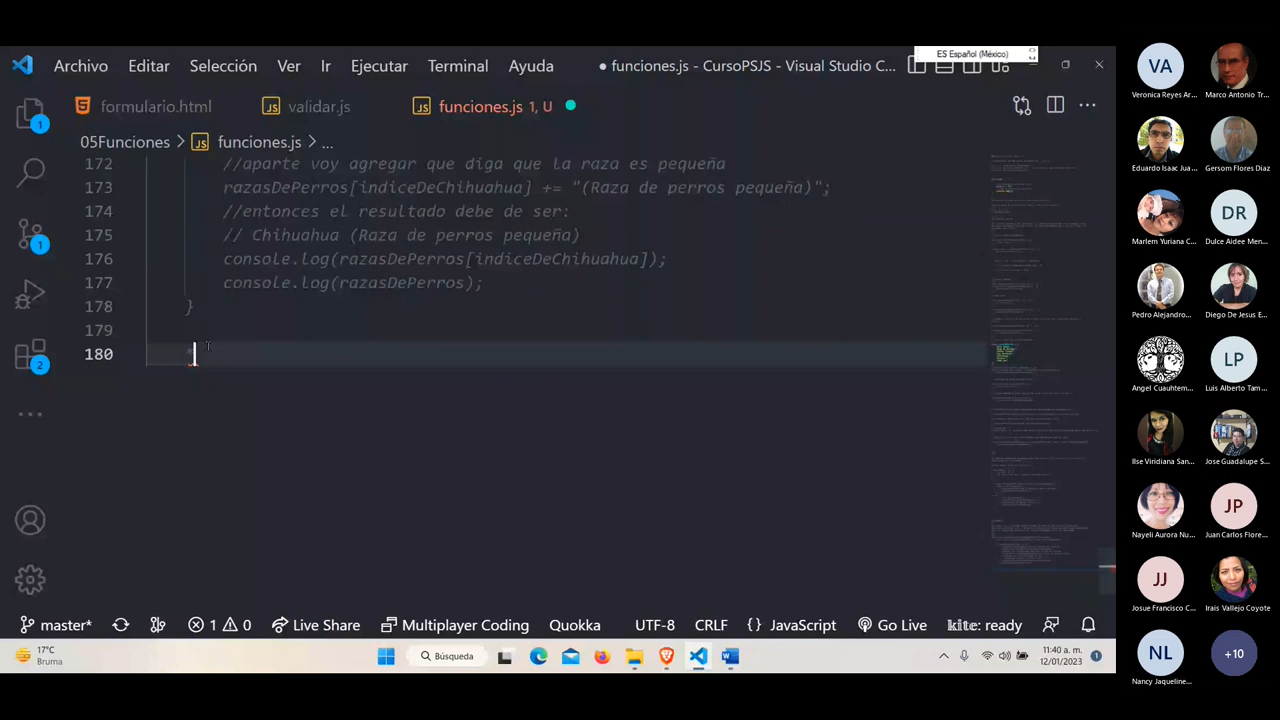 ES Español (México)
Archivo Editar Selección Ver Ir Ejecutar Terminal Ayuda
● funciones.js - CursoPSJS - Visual Studio C...
formulario.html
JS validar.js
JS funciones.js 1, U
05Funciones > JS funciones.js > ...
172 //aparte voy agregar que diga que la raza es pequeña
173 razasDePerros[indiceDeChihuahua] += "(Raza de perros pequeña)";
174 //entonces el resultado debe de ser:
175 // Chihuahua (Raza de perros pequeña)
176 console.log(razasDePerros[indiceDeChihuahua]);
177 console.log(razasDePerros);
178 }
179
180
1
1
2
master* 1 0 Live Share Multiplayer Coding Quokka UTF-8 CRLF {} JavaScript Go Live kite: ready
17°C
Bruma
Búsqueda
11:40 a. m.
12/01/2023
1
VA
Veronica Reyes Ar...
Marco Antonio Tr...
Eduardo Isaac Jua...
Gersom Flores Diaz
Marlem Yuriana C...
DR
Dulce Aidee Men...
Pedro Alejandro...
Diego De Jesus E...
Angel Cuauhtem...
LP
Luis Alberto Tam...
Ilse Viridiana San...
Jose Guadalupe S...
Nayeli Aurora Nu...
JP
Juan Carlos Flore...
JJ
Josue Francisco C...
Irais Vallejo Coyote
NL
Nancy Jaqueline...
+10